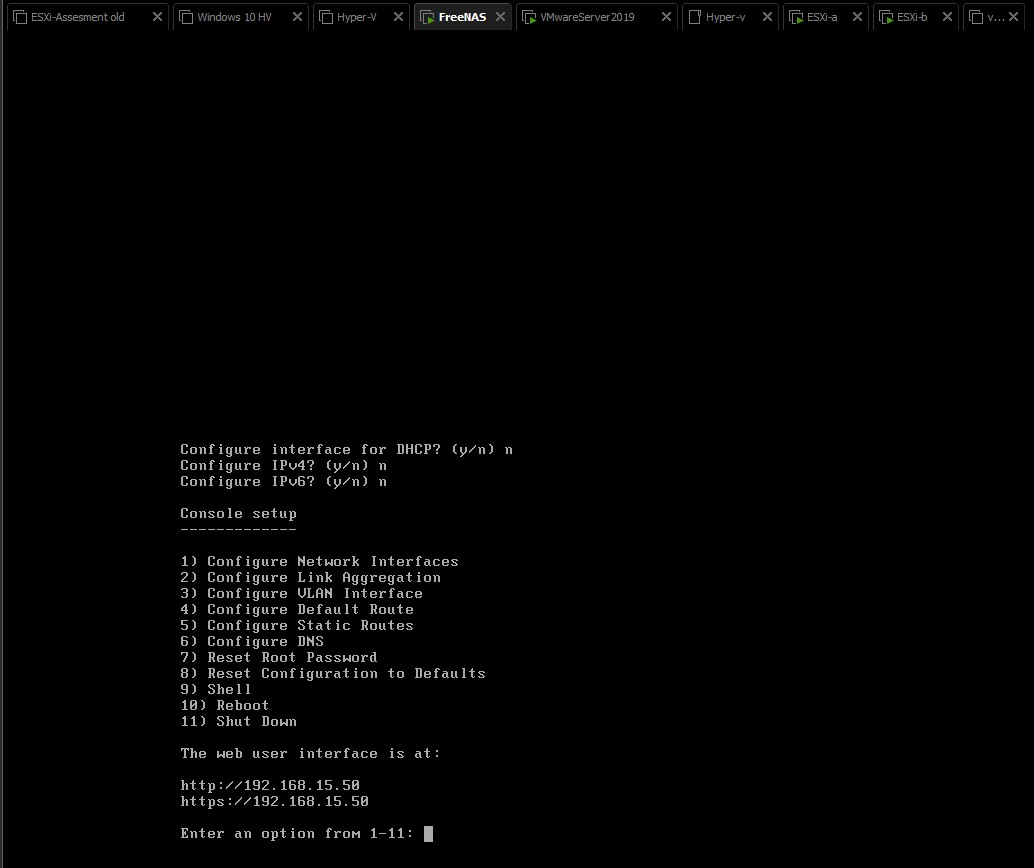 ESXi-Assesment old
Windows 10 HV
Hyper-V
FreeNAS
VMwareServer2019
Hyper-v
ESXi-a
ESXi-b
v...
Configure interface for DHCP? (y/n) n
Configure IPv4? (y/n) n
Configure IPv6? (y/n) n
Console setup
-------------
1) Configure Network Interfaces
2) Configure Link Aggregation
3) Configure VLAN Interface
4) Configure Default Route
5) Configure Static Routes
6) Configure DNS
7) Reset Root Password
8) Reset Configuration to Defaults
9) Shell
10) Reboot
11) Shut Down
The web user interface is at:
http://192.168.15.50
https://192.168.15.50
Enter an option from 1-11: